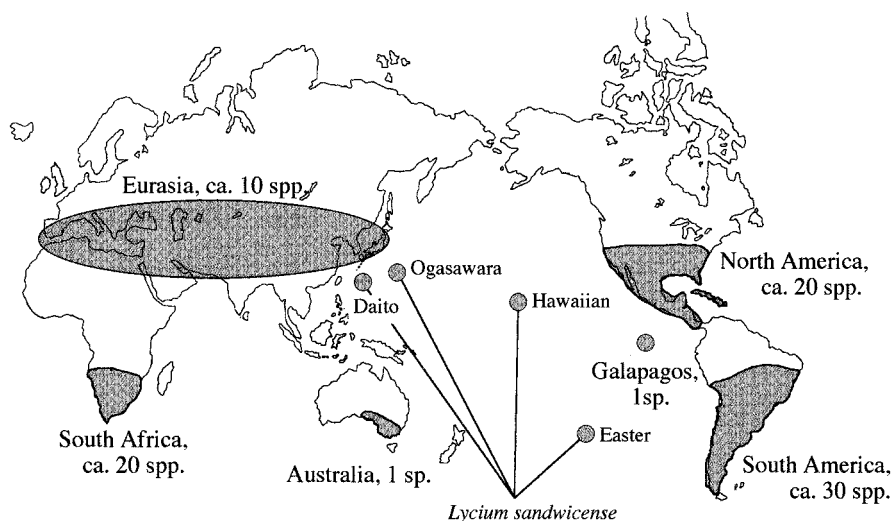 Eurasia, ca. 10 spp.
Ogasawara
Daito
Hawaiian
North America,
ca. 20 spp.
Galapagos,
1sp.
South Africa,
ca. 20 spp.
Australia, 1 sp.
Easter
South America,
ca. 30 spp.
Lycium sandwicense